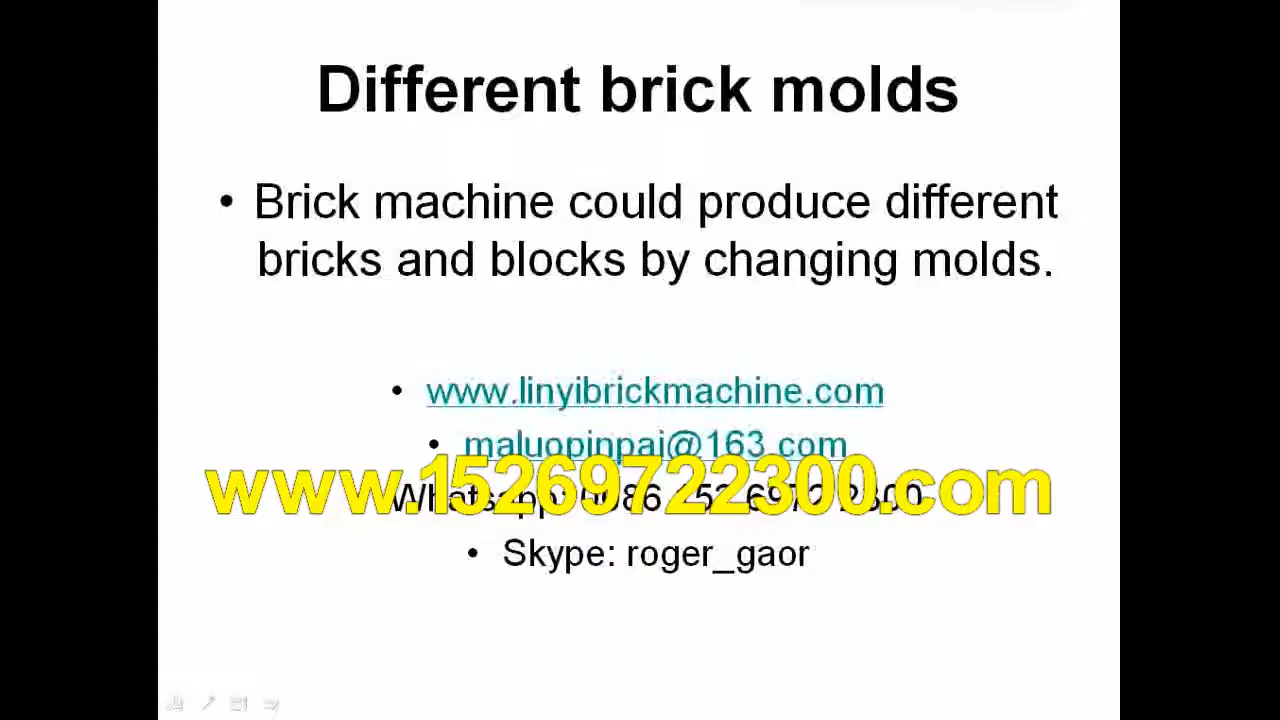 Different brick molds
• Brick machine could produce different
bricks and blocks by changing molds.
• www.linyibrickmachine.com
• maluopinpai@163.com
www.15269722300.com
Whatsapp:
• Skype: roger_gaor